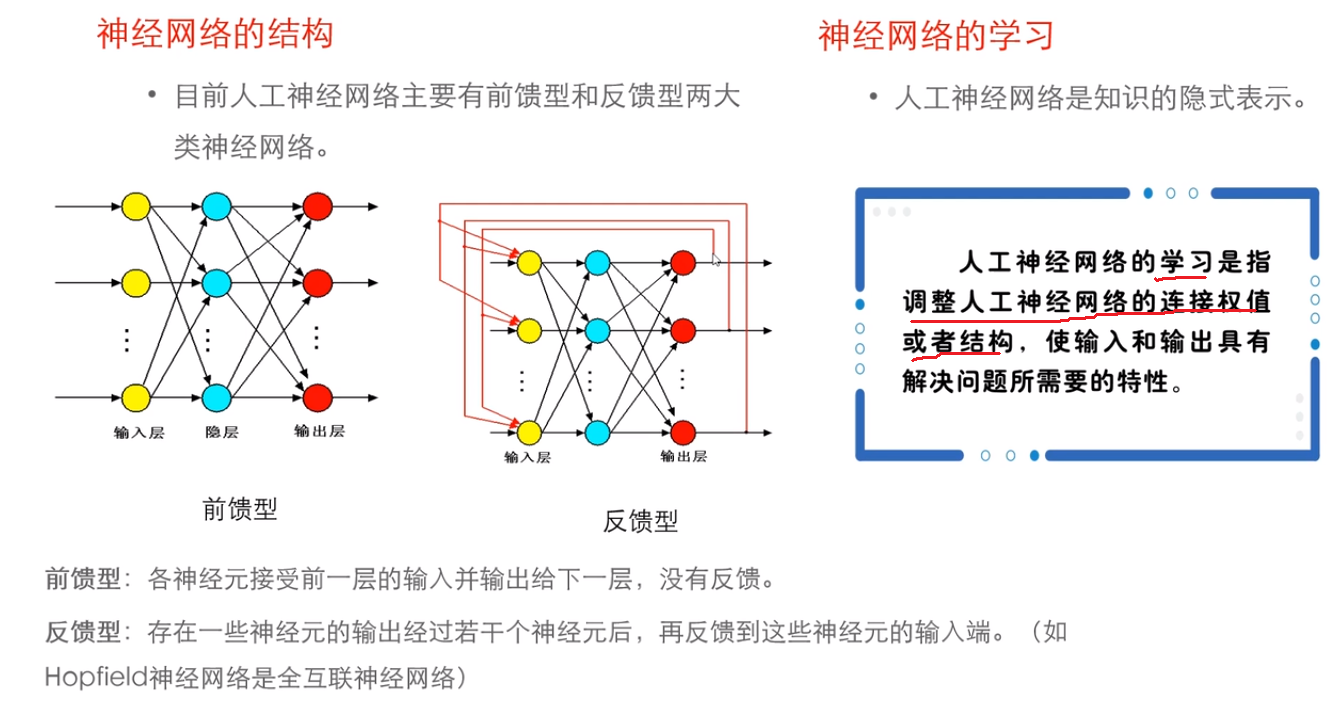 神经网络的结构
• 目前人工神经网络主要有前馈型和反馈型两大
类神经网络。
输入层 隐层 输出层
前馈型
输入层 输出层
反馈型
神经网络的学习
• 人工神经网络是知识的隐式表示。
人工神经网络的学习是指
调整人工神经网络的连接权值
或者结构，使输入和输出具有
解决问题所需要的特性。
前馈型：各神经元接受前一层的输入并输出给下一层，没有反馈。
反馈型：存在一些神经元的输出经过若干个神经元后，再反馈到这些神经元的输入端。（如
Hopfield神经网络是全互联神经网络）